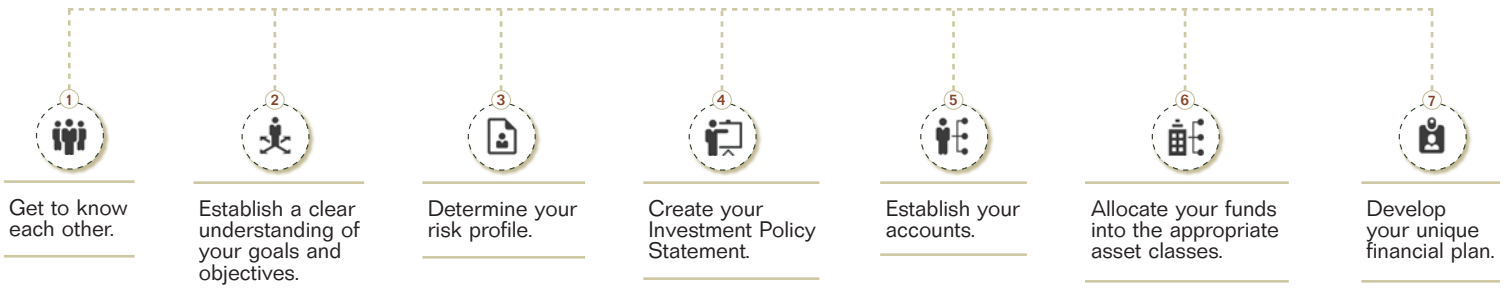 1
Get to know
each other.
2
Establish a clear
understanding of
your goals and
objectives.
3
Determine your
risk profile.
4
Create your
Investment Policy
Statement.
5
Establish your
accounts.
6
Allocate your funds
into the appropriate
asset classes.
7
Develop
your unique
financial plan.